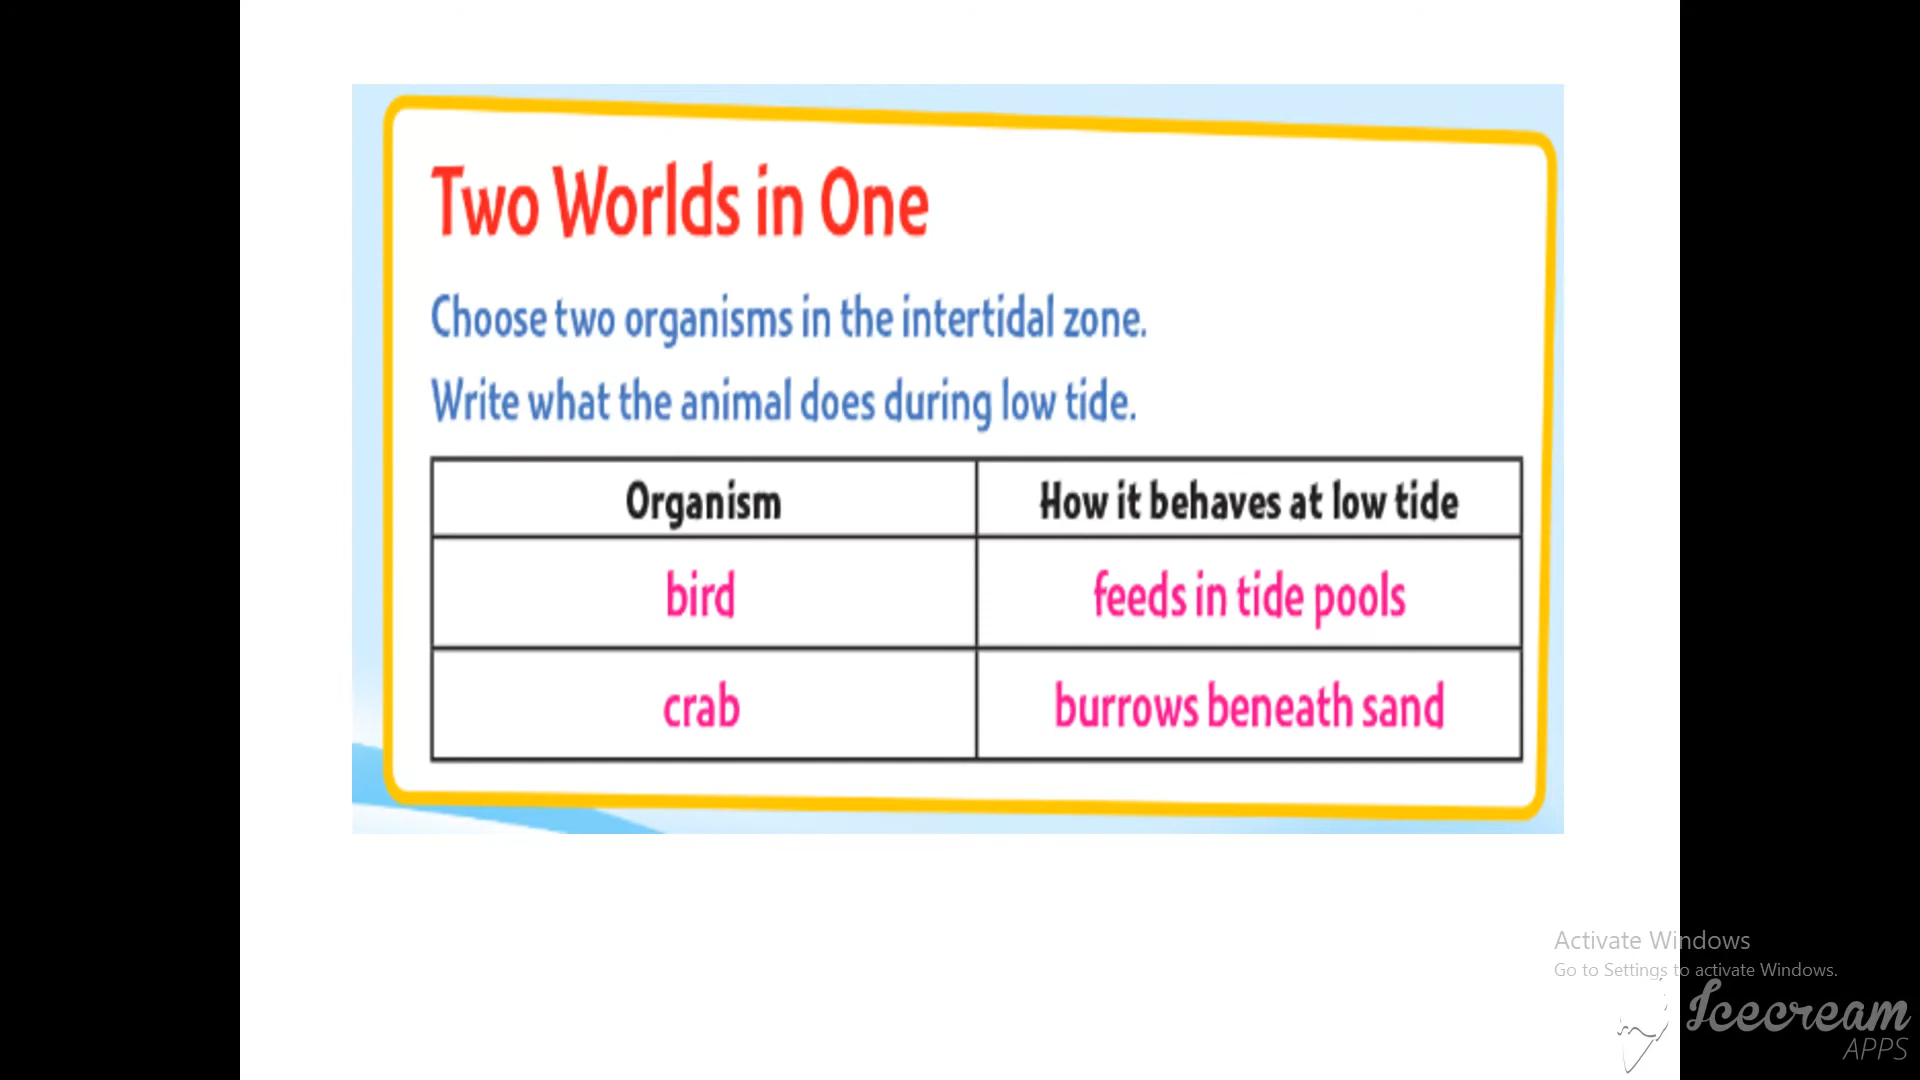 Two Worlds in One
Choose two organisms in the intertidal zone.
Write what the animal does during low tide.
Organism How it behaves at low tide
bird feeds in tide pools
crab burrows beneath sand
Activate Windows
Go to Settings to activate Windows.
Icecream
APPS